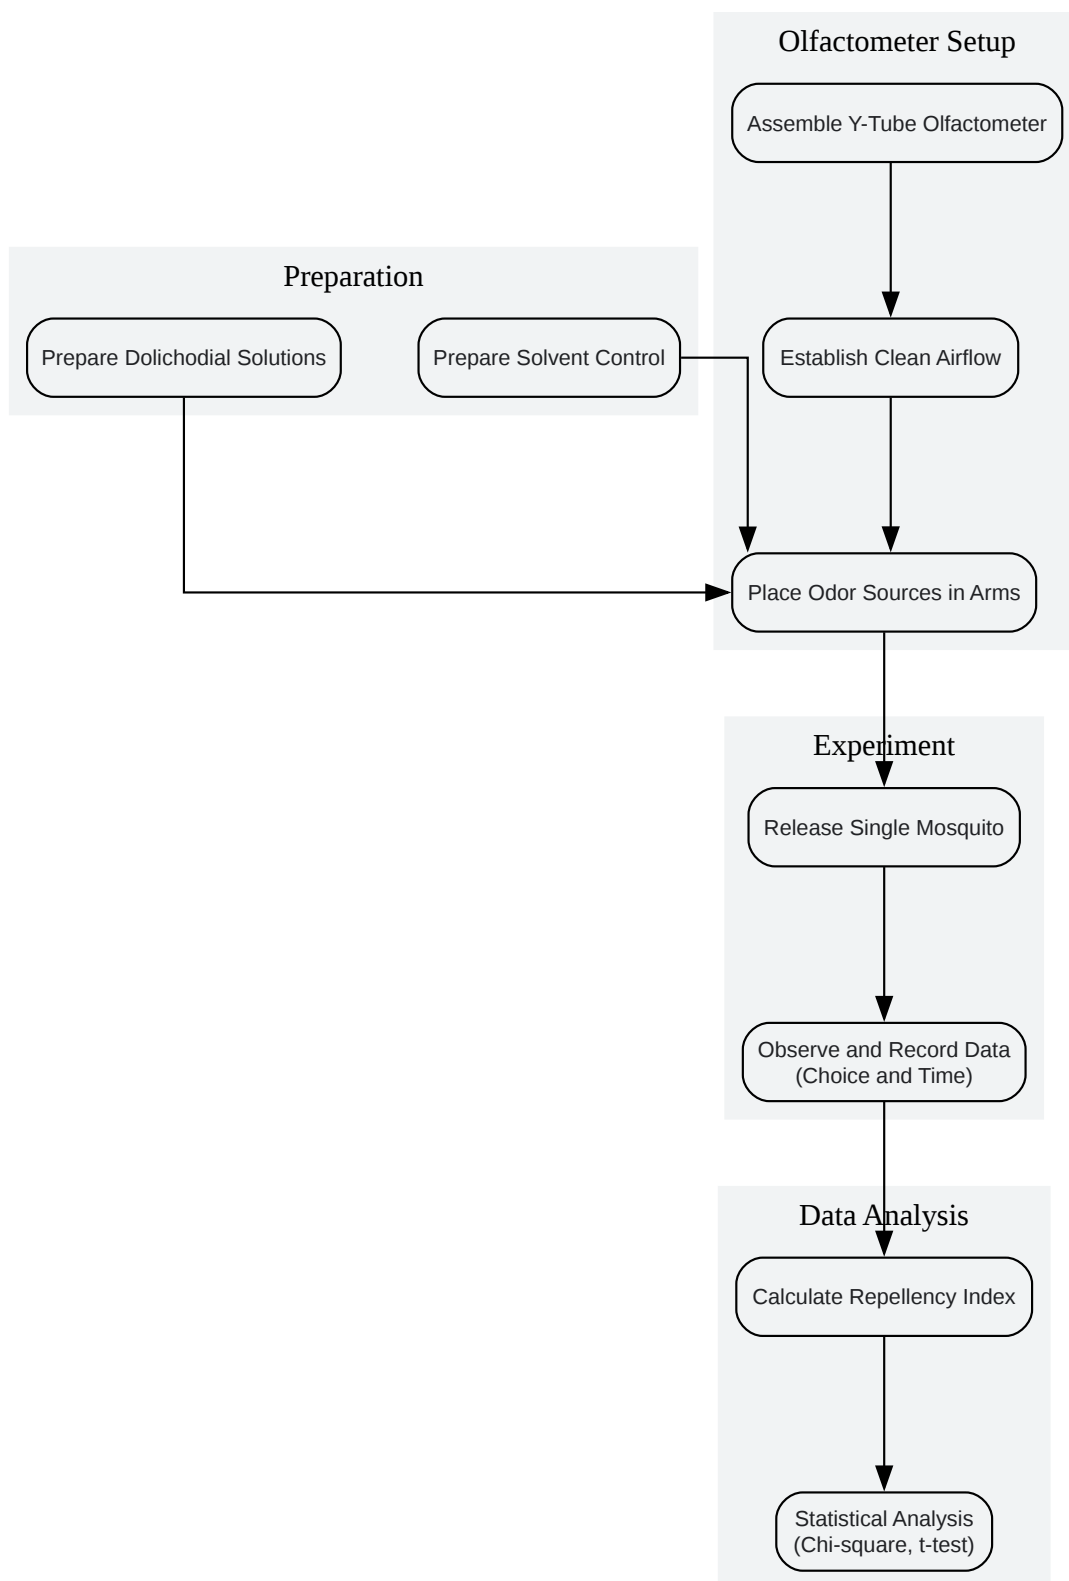 Olfactometer Setup
Assemble Y-Tube Olfactometer
Preparation
Prepare Dolichodial Solutions
Prepare Solvent Control
Establish Clean Airflow
Place Odor Sources in Arms
Experiment
Release Single Mosquito
Observe and Record Data
(Choice and Time)
Data Analysis
Calculate Repellency Index
Statistical Analysis
(Chi-square, t-test)